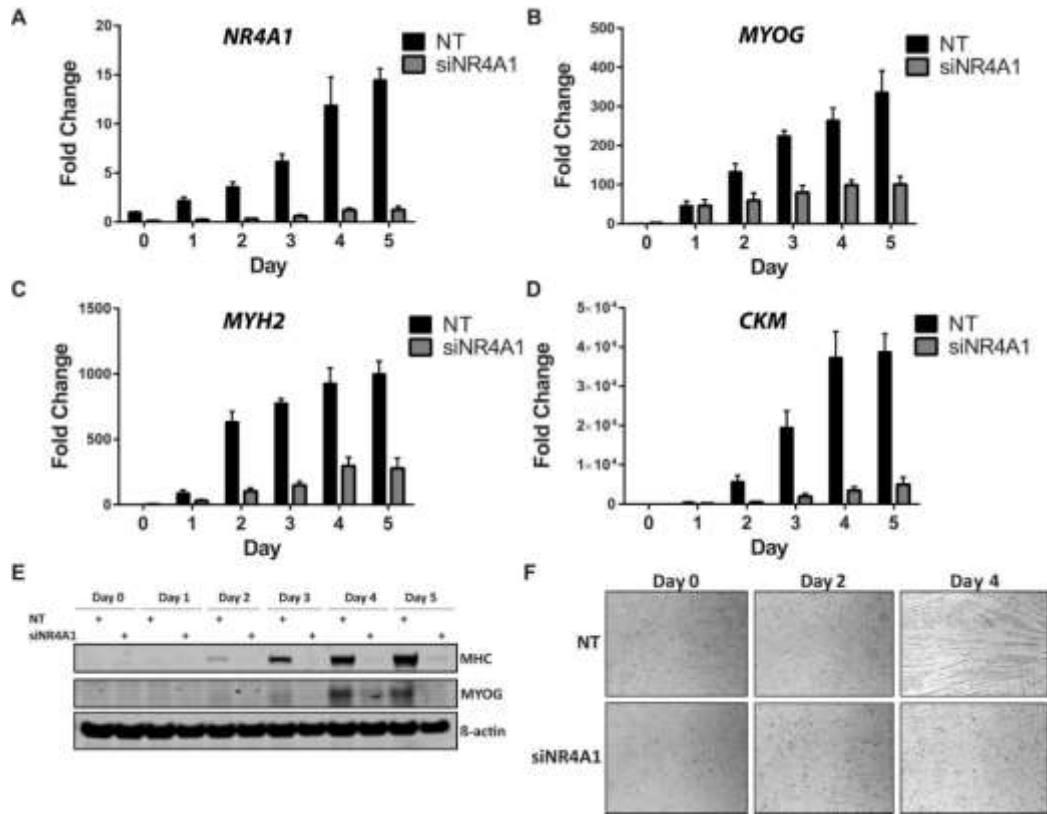 A
NR4A1
NT
siNR4A1
Fold Change
20
15
10
5
0
0 1 2 3 4 5
Day
B
MYOG
NT
siNR4A1
Fold Change
500
400
300
200
100
0
0 1 2 3 4 5
Day
C
MYH2
NT
siNR4A1
Fold Change
1500
1000
500
0
0 1 2 3 4 5
Day
D
CKM
NT
siNR4A1
Fold Change
5×10⁴
4×10⁴
3×10⁴
2×10⁴
1×10⁴
0
0 1 2 3 4 5
Day
E
Day 0 Day 1 Day 2 Day 3 Day 4 Day 5
NT + + + + + +
siNR4A1 + + + + + +
MHC
MYOG
ß-actin
F
Day 0 Day 2 Day 4
NT
siNR4A1